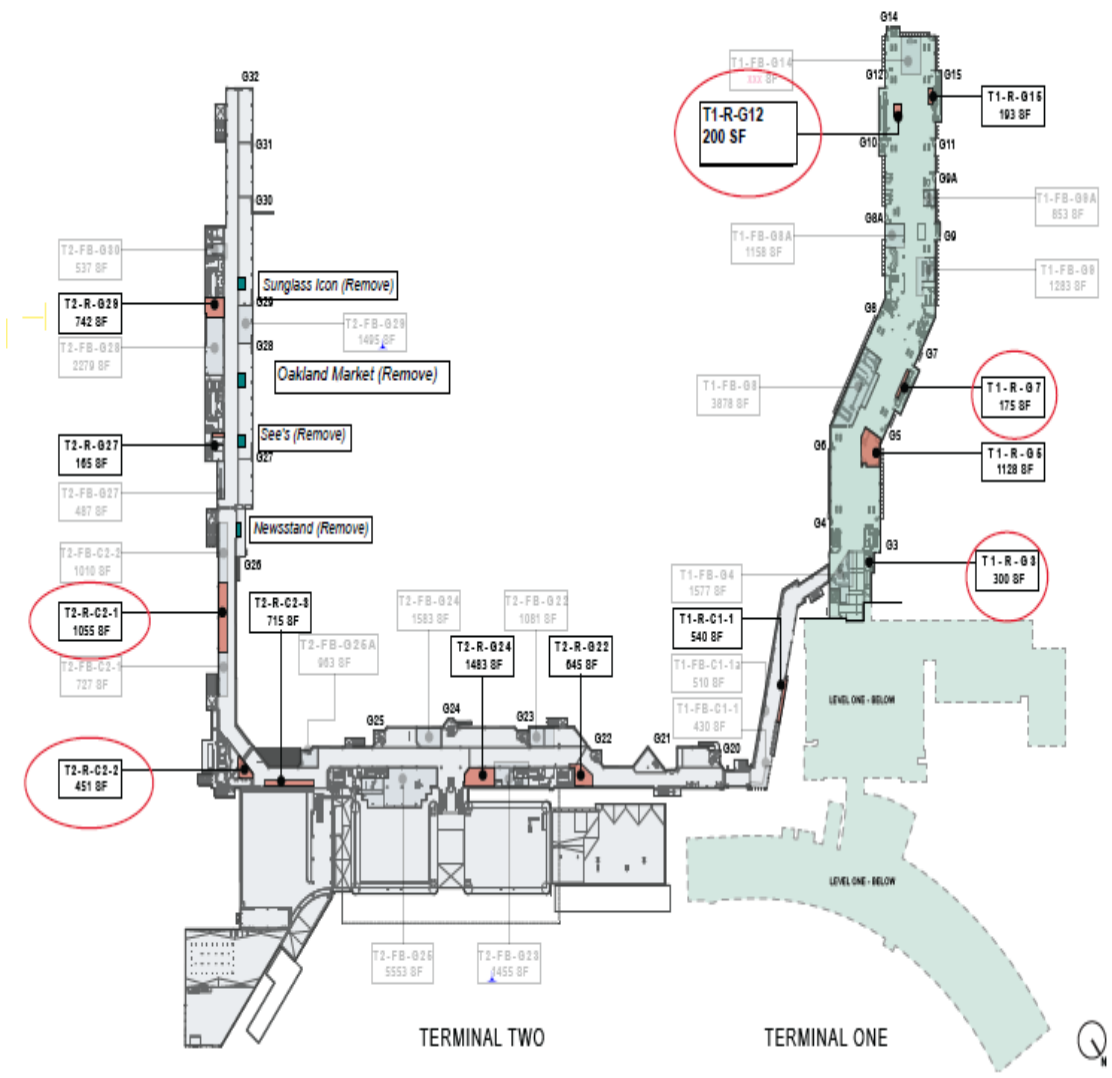 G14
T1-FB-G14
xxx SF
G12
G15
T1-R-G12
200 SF
T1-R-G15
193 SF
G10
G11
G9A
T1-FB-G9A
853 SF
G8A
T1-FB-G8A
1158 SF
G9
T1-FB-G9
1283 SF
G8
G7
T1-FB-G8
3878 SF
T1-R-G7
175 SF
G6
G5
T1-R-G5
1128 SF
G4
G3
T1-R-G3
300 SF
T1-FB-G4
1577 SF
T1-R-C1-1
540 SF
T1-FB-C1-1a
510 SF
T1-FB-C1-1
430 SF
LEVEL ONE - BELOW
LEVEL ONE - BELOW
G32
G31
G30
T2-FB-G30
537 SF
Sunglass Icon (Remove)
T2-R-G29
742 SF
G29
T2-FB-G29
1495 SF
T2-FB-G28
2279 SF
G28
Oakland Market (Remove)
T2-R-G27
165 SF
See's (Remove)
G27
T2-FB-G27
487 SF
Newsstand (Remove)
T2-FB-C2-2
1010 SF
G26
T2-R-C2-1
1055 SF
T2-R-C2-3
715 SF
T2-FB-C2-1
727 SF
T2-FB-G25A
963 SF
T2-FB-G24
1583 SF
T2-FB-G22
1081 SF
T2-R-G24
1483 SF
T2-R-G22
645 SF
G25
G24
G23
G22
G21
G20
T2-R-C2-2
451 SF
T2-FB-G25
5553 SF
T2-FB-G23
4455 SF
TERMINAL TWO
TERMINAL ONE
N